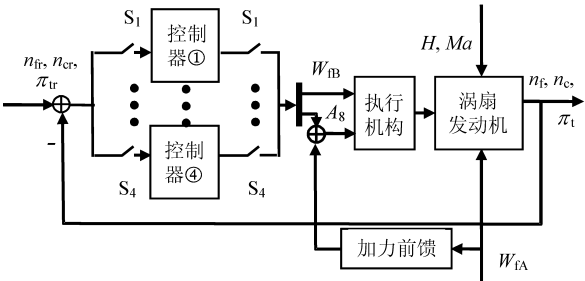 S1
控制
器①
S1
H, Ma
nfr, ncr,
πtr
WfB
A8
执行
机构
涡扇
发动机
nf, nc,
πt
-
S4
控制
器④
S4
加力前馈
WfA